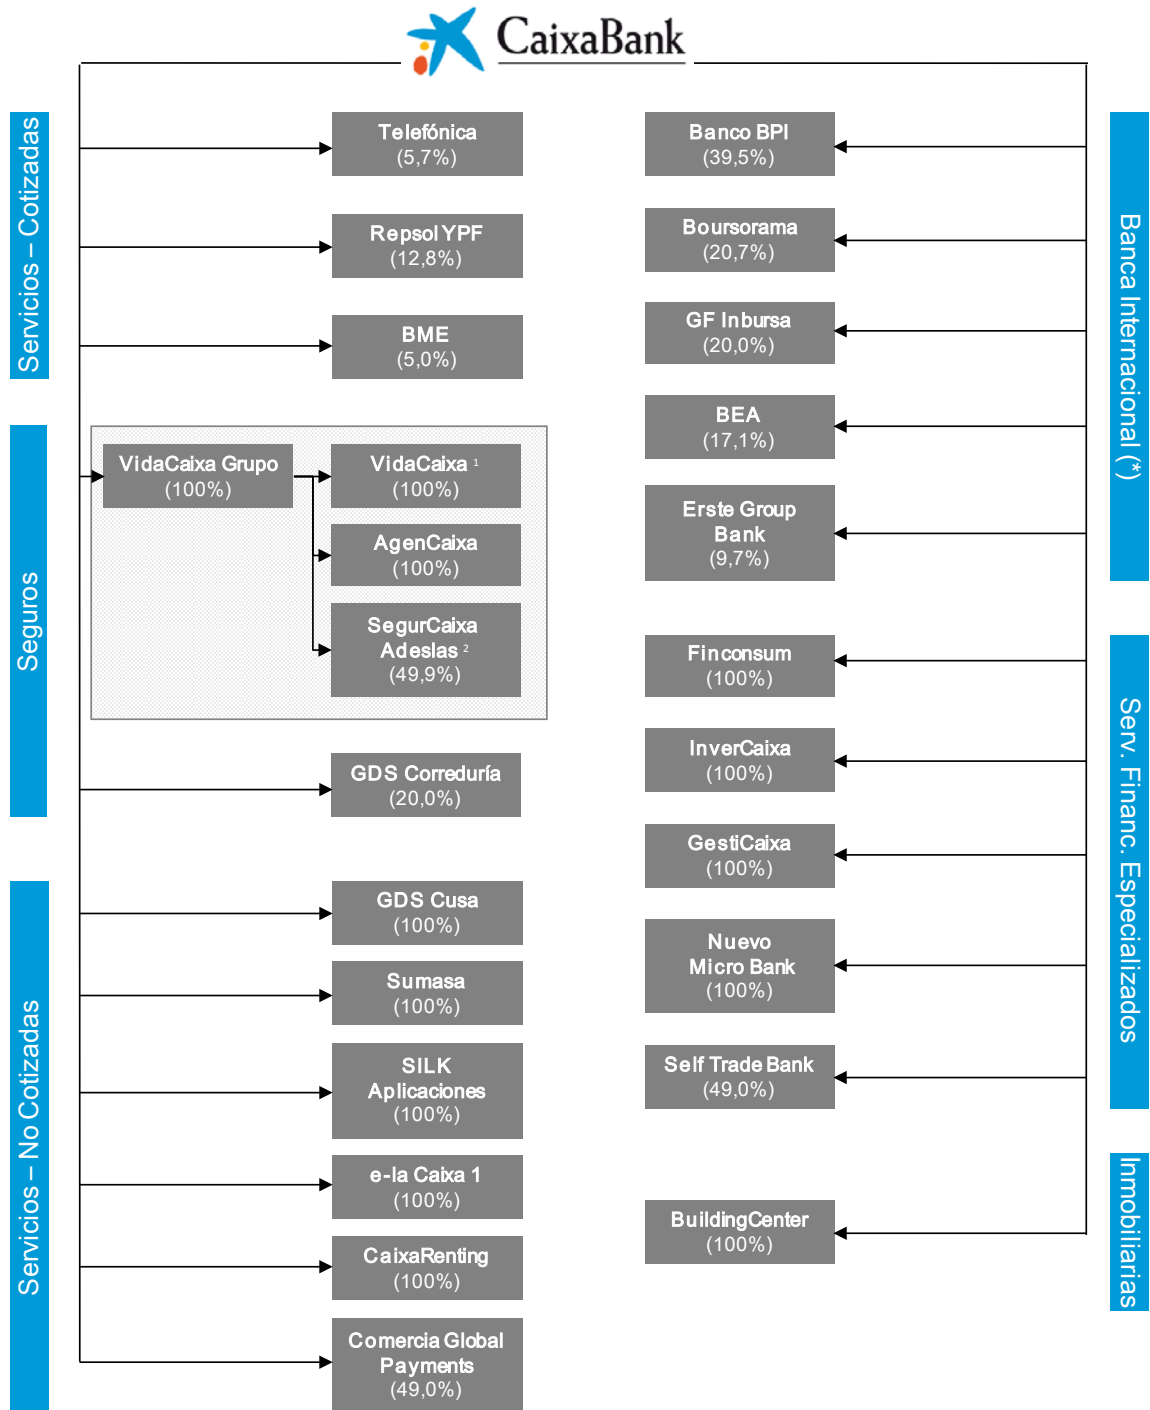 CaixaBank
Servicios – Cotizadas
Telefónica
(5,7%)
Repsol YPF
(12,8%)
BME
(5,0%)
Seguros
VidaCaixa Grupo
(100%)
VidaCaixa 1
(100%)
AgenCaixa
(100%)
SegurCaixa
Adeslas 2
(49,9%)
GDS Correduría
(20,0%)
Servicios – No Cotizadas
GDS Cusa
(100%)
Sumasa
(100%)
SILK
Aplicaciones
(100%)
e-la Caixa 1
(100%)
CaixaRenting
(100%)
Comercia Global
Payments
(49,0%)
Banca Internacional (*)
Banco BPI
(39,5%)
Boursorama
(20,7%)
GF Inbursa
(20,0%)
BEA
(17,1%)
Erste Group
Bank
(9,7%)
Serv. Financ. Especializados
Finconsum
(100%)
InverCaixa
(100%)
GestiCaixa
(100%)
Nuevo
Micro Bank
(100%)
Self Trade Bank
(49,0%)
Inmobiliarias
BuildingCenter
(100%)